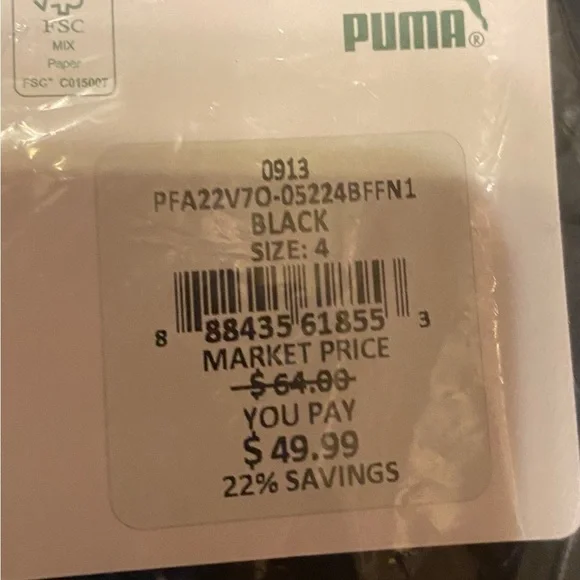 FSC
MIX
Paper
FSC® C015007
PUMA®
0913
PFA22V7O-05224BFFN1
BLACK
SIZE: 4
8 88435 61855 3
MARKET PRICE
$ 64.00
YOU PAY
$ 49.99
22% SAVINGS